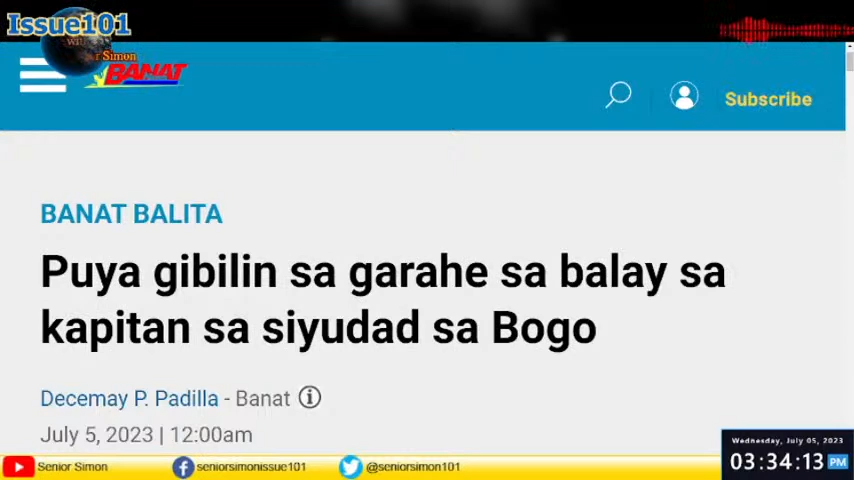 Issue101
with
Sr Simon
BANAT
Subscribe
BANAT BALITA
Puya gibilin sa garahe sa balay sa
kapitan sa siyudad sa Bogo
Decemay P. Padilla - Banat
July 5, 2023 | 12:00am
Senior Simon
seniorsimonissue101
@seniorsimon101
Wednesday, July 05, 2023
03:34:13 PM